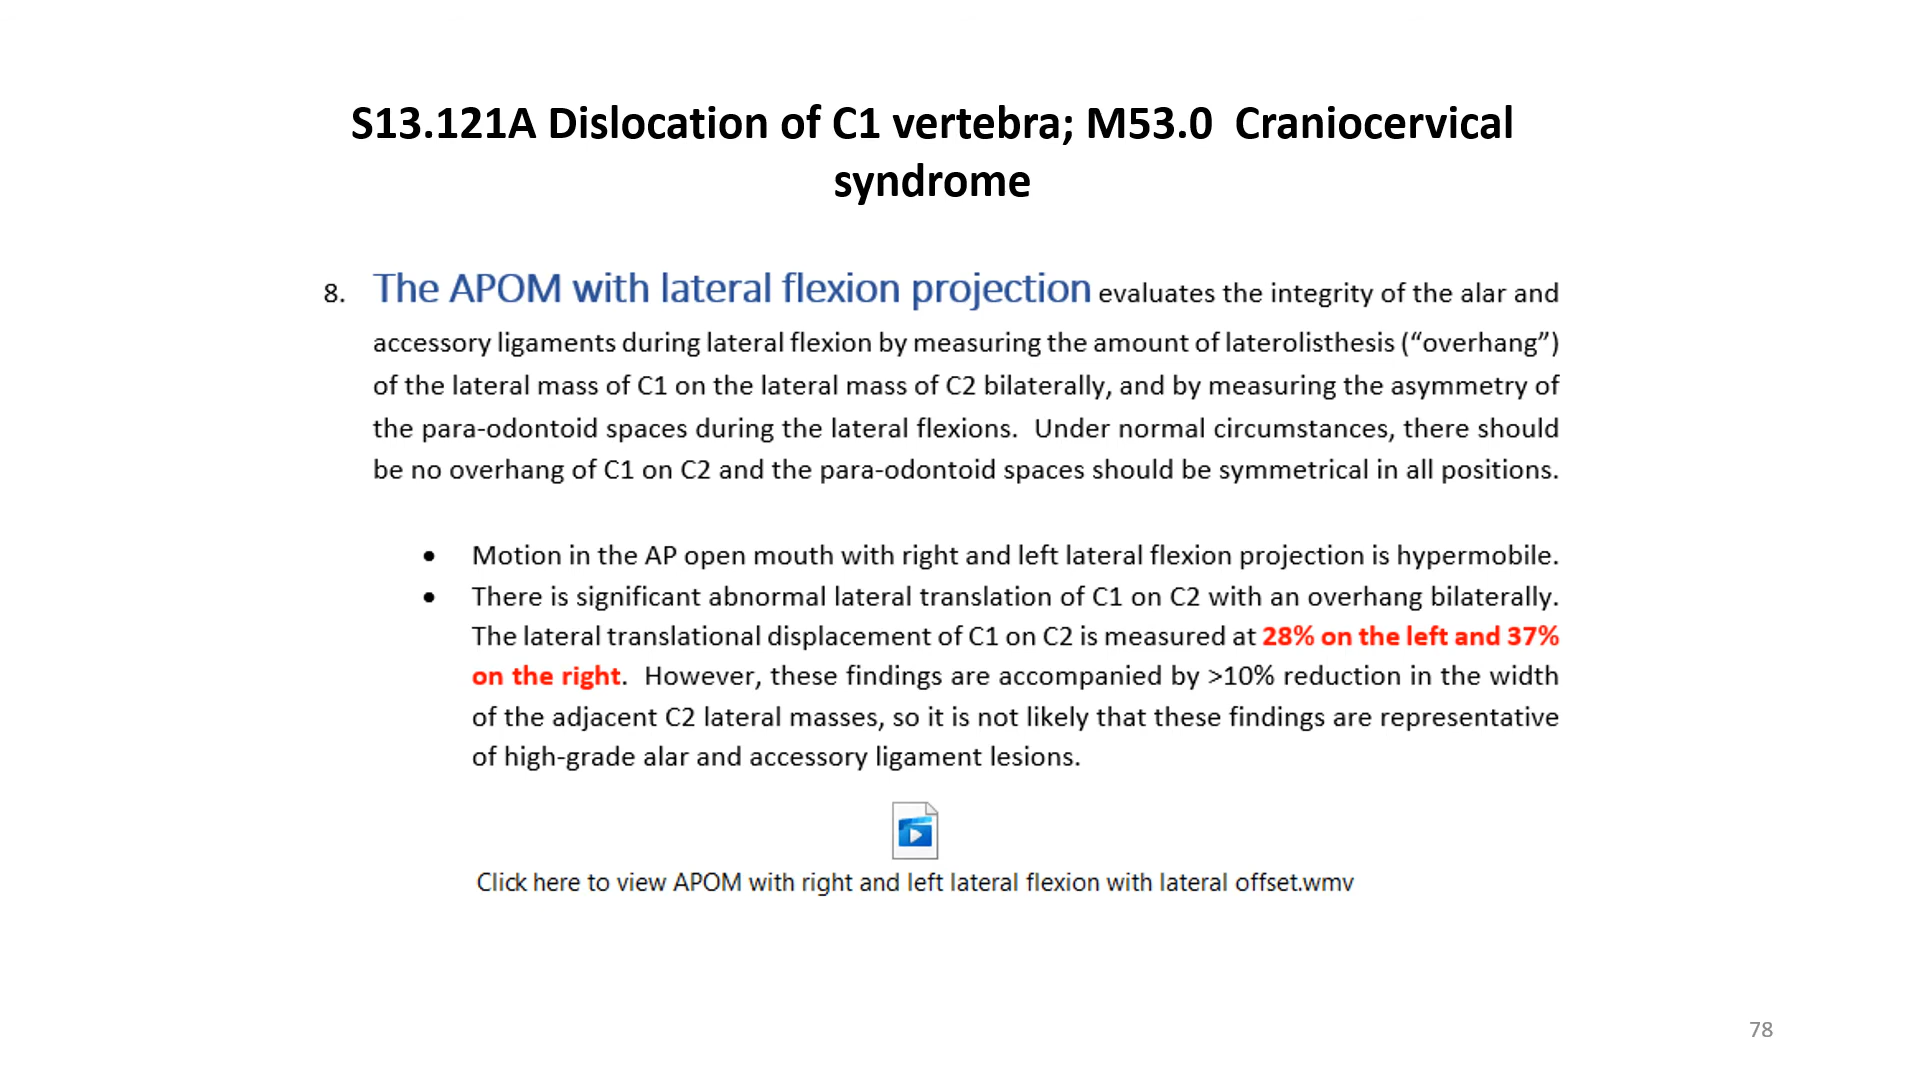 S13.121A Dislocation of C1 vertebra; M53.0  Craniocervical
syndrome
8. The APOM with lateral flexion projection evaluates the integrity of the alar and
accessory ligaments during lateral flexion by measuring the amount of laterolisthesis (“overhang”)
of the lateral mass of C1 on the lateral mass of C2 bilaterally, and by measuring the asymmetry of
the para-odontoid spaces during the lateral flexions.  Under normal circumstances, there should
be no overhang of C1 on C2 and the para-odontoid spaces should be symmetrical in all positions.
• Motion in the AP open mouth with right and left lateral flexion projection is hypermobile.
• There is significant abnormal lateral translation of C1 on C2 with an overhang bilaterally.
The lateral translational displacement of C1 on C2 is measured at 28% on the left and 37%
on the right.  However, these findings are accompanied by >10% reduction in the width
of the adjacent C2 lateral masses, so it is not likely that these findings are representative
of high-grade alar and accessory ligament lesions.
Click here to view APOM with right and left lateral flexion with lateral offset.wmv
78